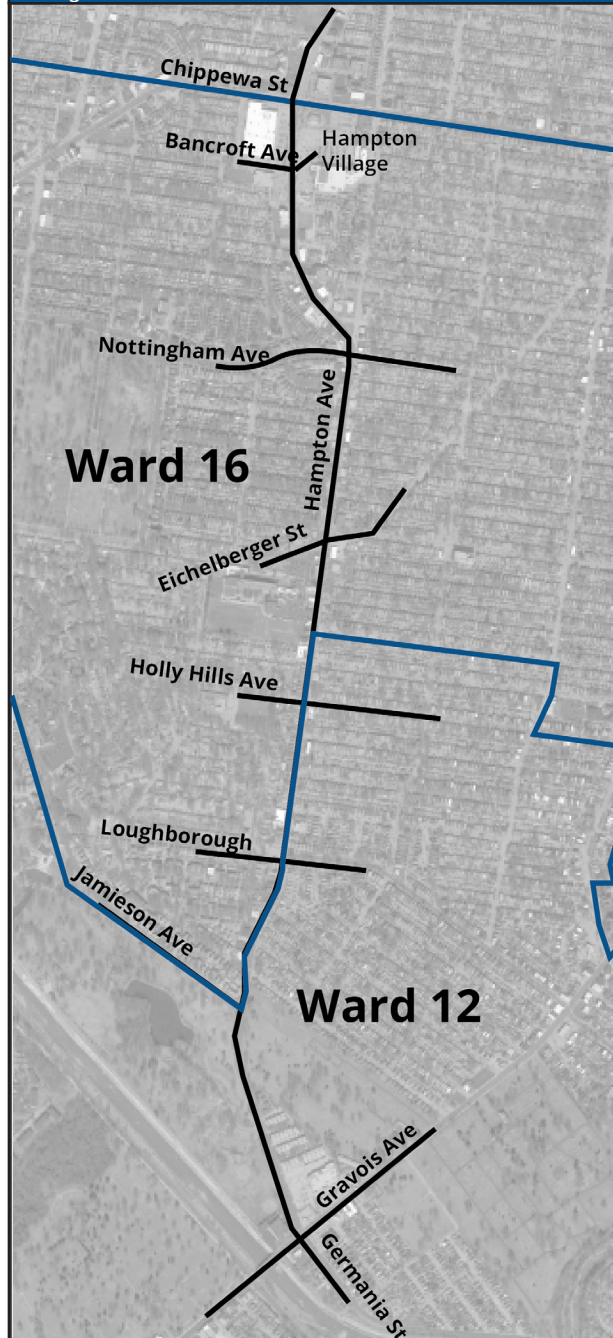 Chippewa St
Bancroft Ave
Hampton
Village
Nottingham Ave
Hampton Ave
Ward 16
Eichelberger St
Holly Hills Ave
Loughborough
Jamieson Ave
Ward 12
Gravois Ave
Germania St